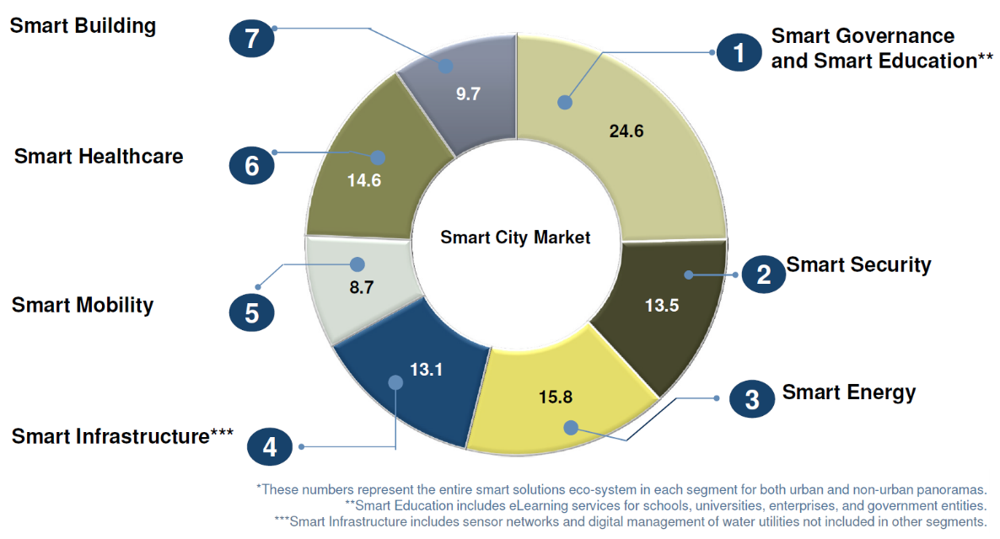 Smart Building
7
1
Smart Governance
and Smart Education**
9.7
24.6
Smart Healthcare
6
14.6
Smart City Market
2
Smart Security
8.7
13.5
Smart Mobility
5
13.1
15.8
3
Smart Energy
Smart Infrastructure***
4
*These numbers represent the entire smart solutions eco-system in each segment for both urban and non-urban panoramas.
**Smart Education includes eLearning services for schools, universities, enterprises, and government entities.
***Smart Infrastructure includes sensor networks and digital management of water utilities not included in other segments.